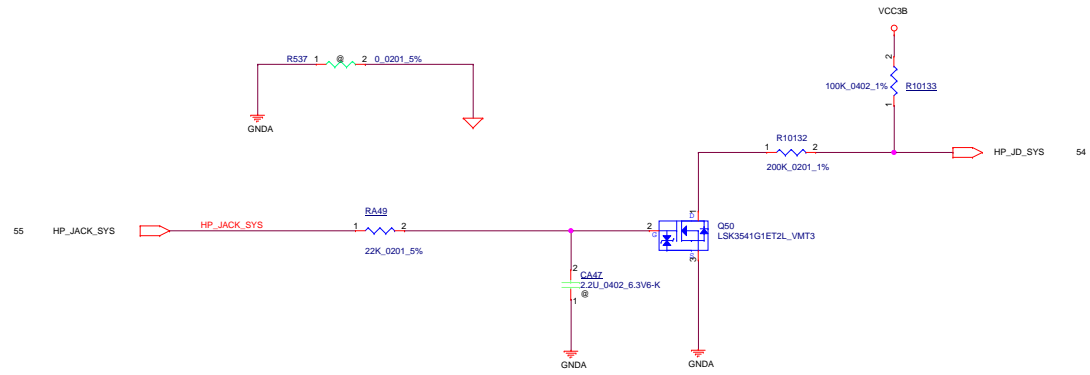 VCC3B
R537 1 @ 2 0_0201_5%
2
100K_0402_1% R10133
1
GNDA
R10132
1 2
200K_0201_1%
HP_JD_SYS 54
RA49
55 HP_JACK_SYS HP_JACK_SYS
1 2
22K_0201_5%
D 1
2 G
Q50
LSK3541G1ET2L_VMT3
S 3
2
CA47
2.2U_0402_6.3V6-K
@
1
GNDA
GNDA